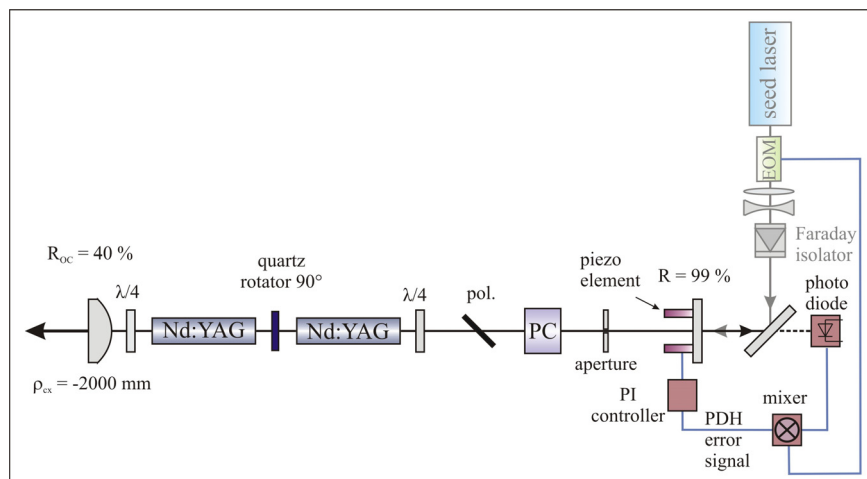 seed laser
EOM
Faraday
isolator
R_OC = 40 %
λ/4
Nd:YAG
quartz
rotator 90°
Nd:YAG
λ/4
pol.
PC
piezo
element
aperture
R = 99 %
photo
diode
ρ_cx = -2000 mm
PI
controller
PDH
error
signal
mixer